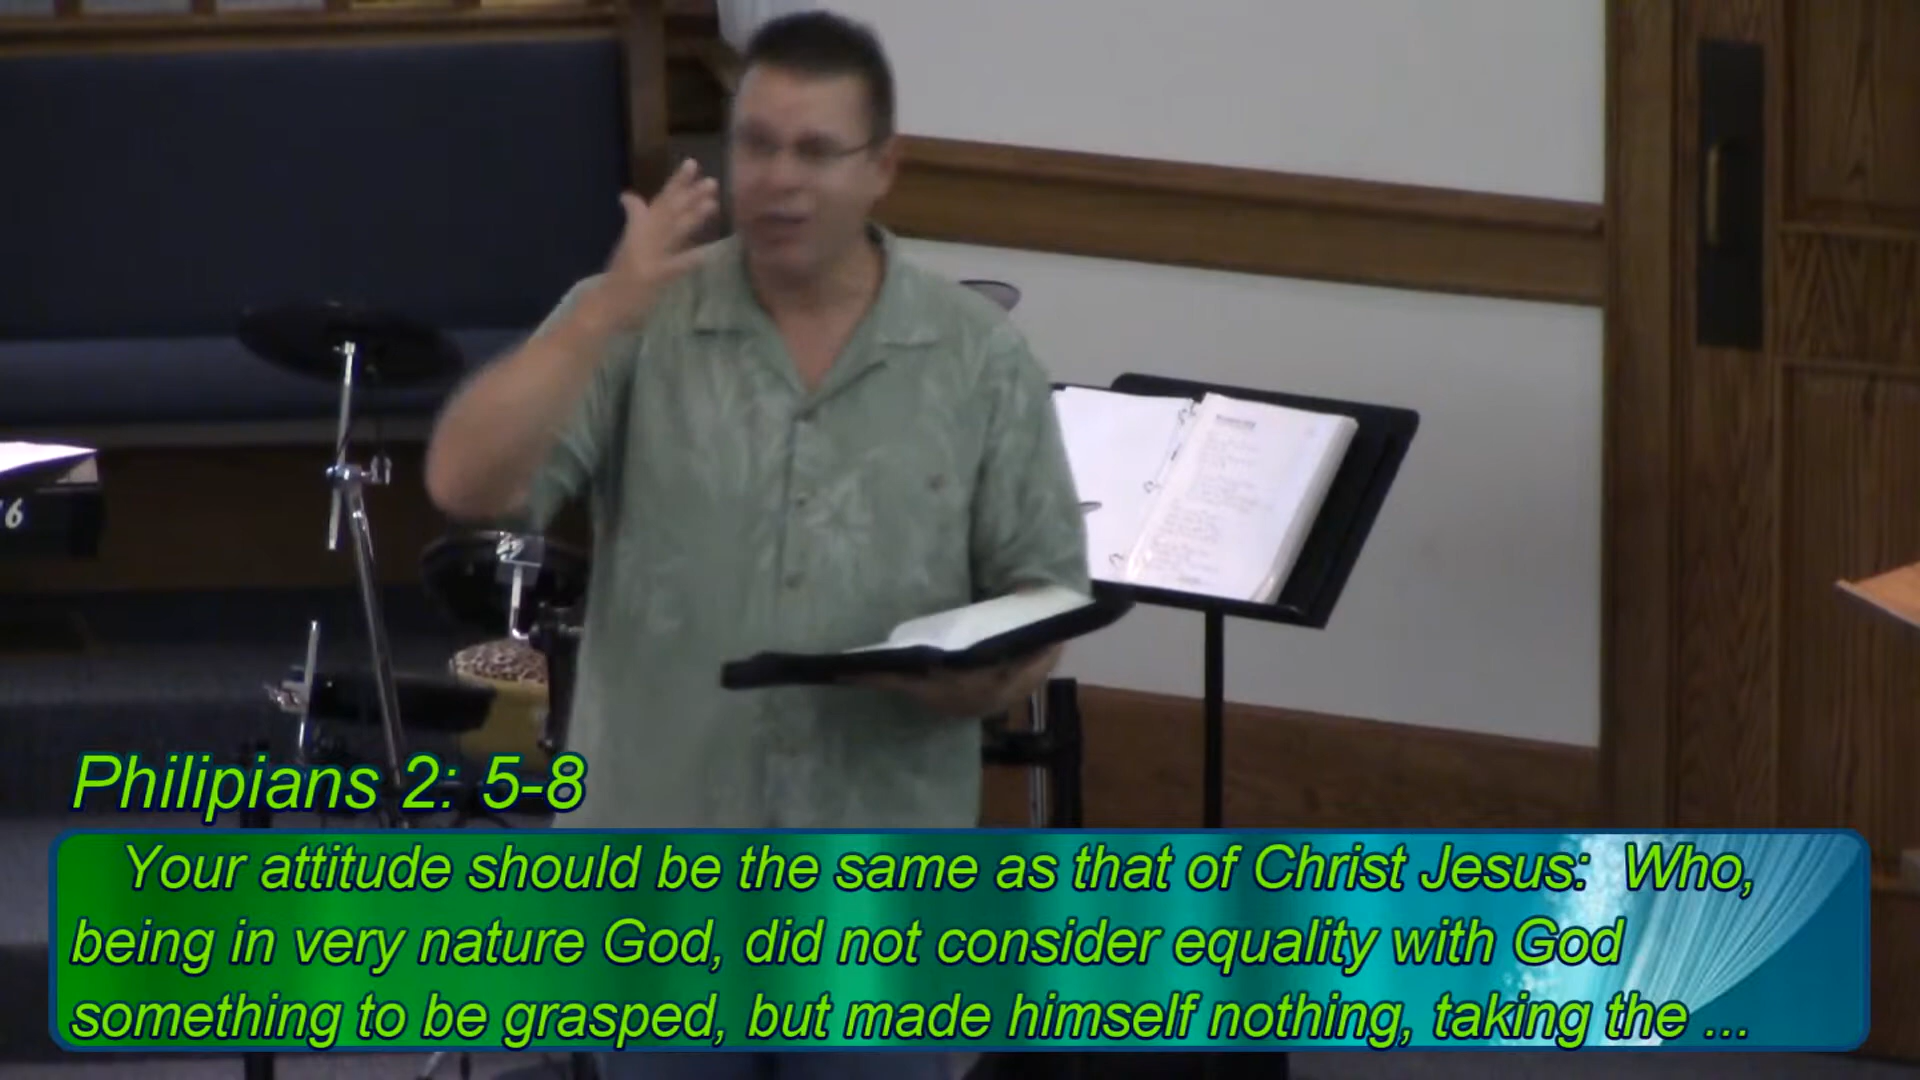 16
Philipians 2: 5-8
Your attitude should be the same as that of Christ Jesus: Who,
being in very nature God, did not consider equality with God
something to be grasped, but made himself nothing, taking the ...